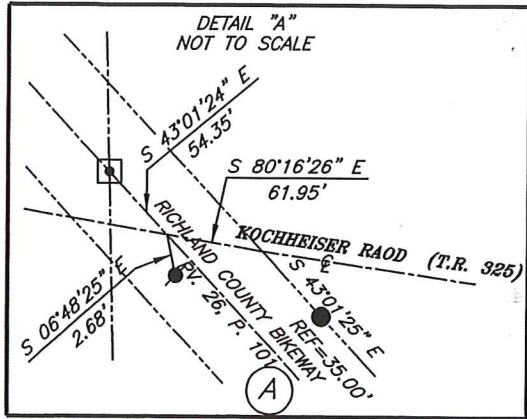 DETAIL "A"
NOT TO SCALE
S 43°01'24" E
54.35'
S 80°16'26" E
61.95'
RICHLAND COUNTY BIKEWAY
PV. 26, P. 101
KOCHHEISER RAOD (T.R. 325)
℄
S 43°01'25" E
REF=35.00'
S 06°48'25" E
2.68'
A